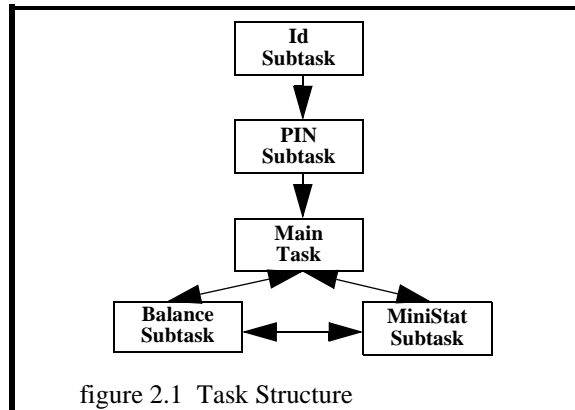 Id
Subtask
PIN
Subtask
Main
Task
Balance
Subtask
MiniStat
Subtask
figure 2.1 Task Structure